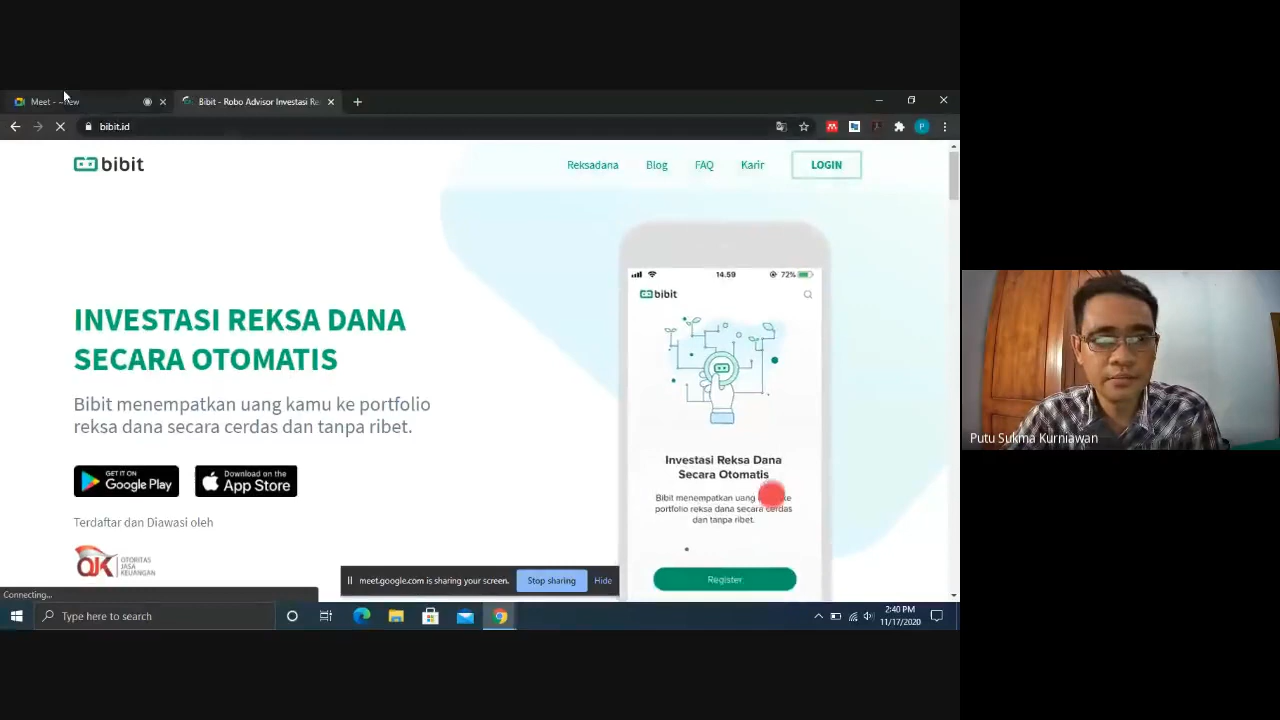 Meet - ~new
Bibit - Robo Advisor Investasi Re
bibit.id
bibit
Reksadana
Blog
FAQ
Karir
LOGIN
14.59
72%
bibit
INVESTASI REKSA DANA
SECARA OTOMATIS
Bibit menempatkan uang kamu ke portfolio
reksa dana secara cerdas dan tanpa ribet.
GET IT ON
Google Play
Download on the
App Store
Terdaftar dan Diawasi oleh
OJK
OTORITAS
JASA
KEUANGAN
Investasi Reksa Dana
Secara Otomatis
Bibit menempatkan uang ke
portfolio reksa dana secara cerdas
dan tanpa ribet.
Register
Putu Sukma Kurniawan
meet.google.com is sharing your screen.
Stop sharing
Hide
Connecting...
Type here to search
2:40 PM
11/17/2020